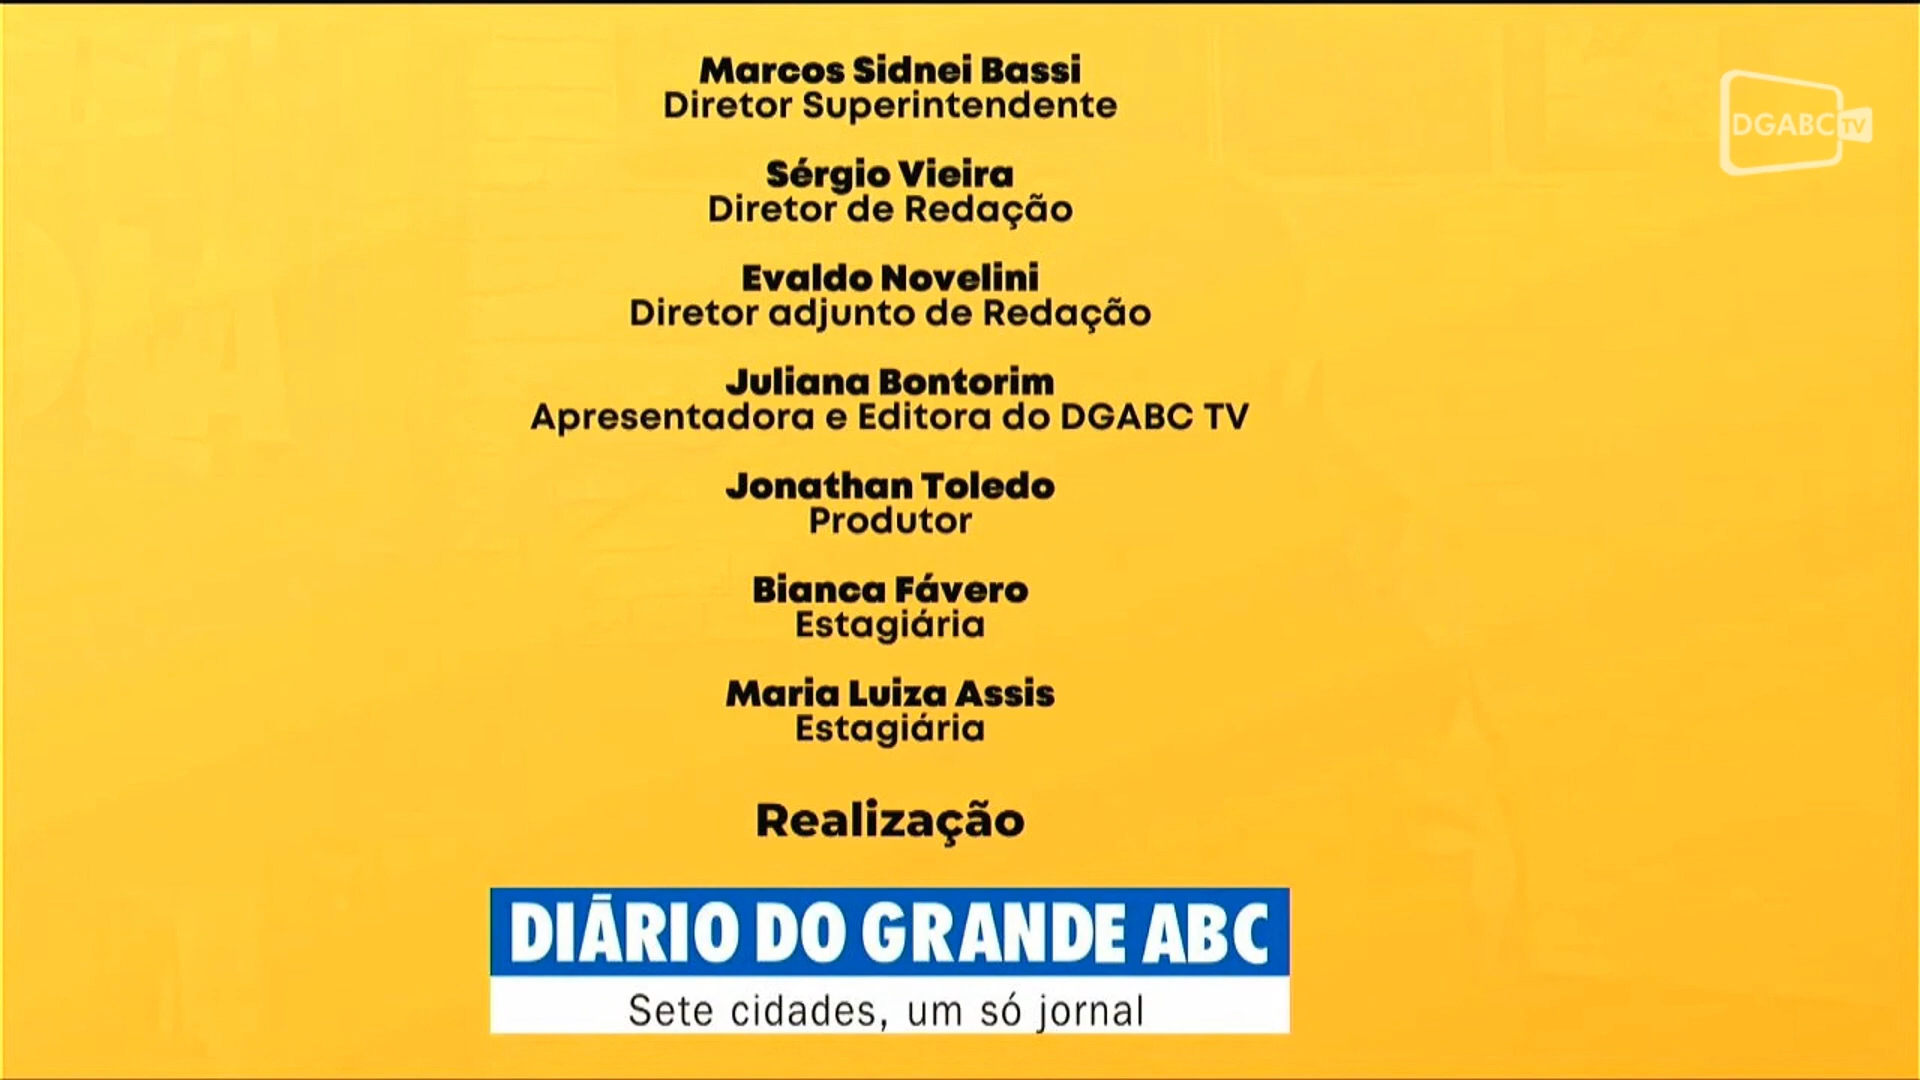 Marcos Sidnei Bassi
Diretor Superintendente
DGABC TV
Sérgio Vieira
Diretor de Redação
Evaldo Novelini
Diretor adjunto de Redação
Juliana Bontorim
Apresentadora e Editora do DGABC TV
Jonathan Toledo
Produtor
Bianca Fávero
Estagiária
Maria Luiza Assis
Estagiária
Realização
DIÁRIO DO GRANDE ABC
Sete cidades, um só jornal